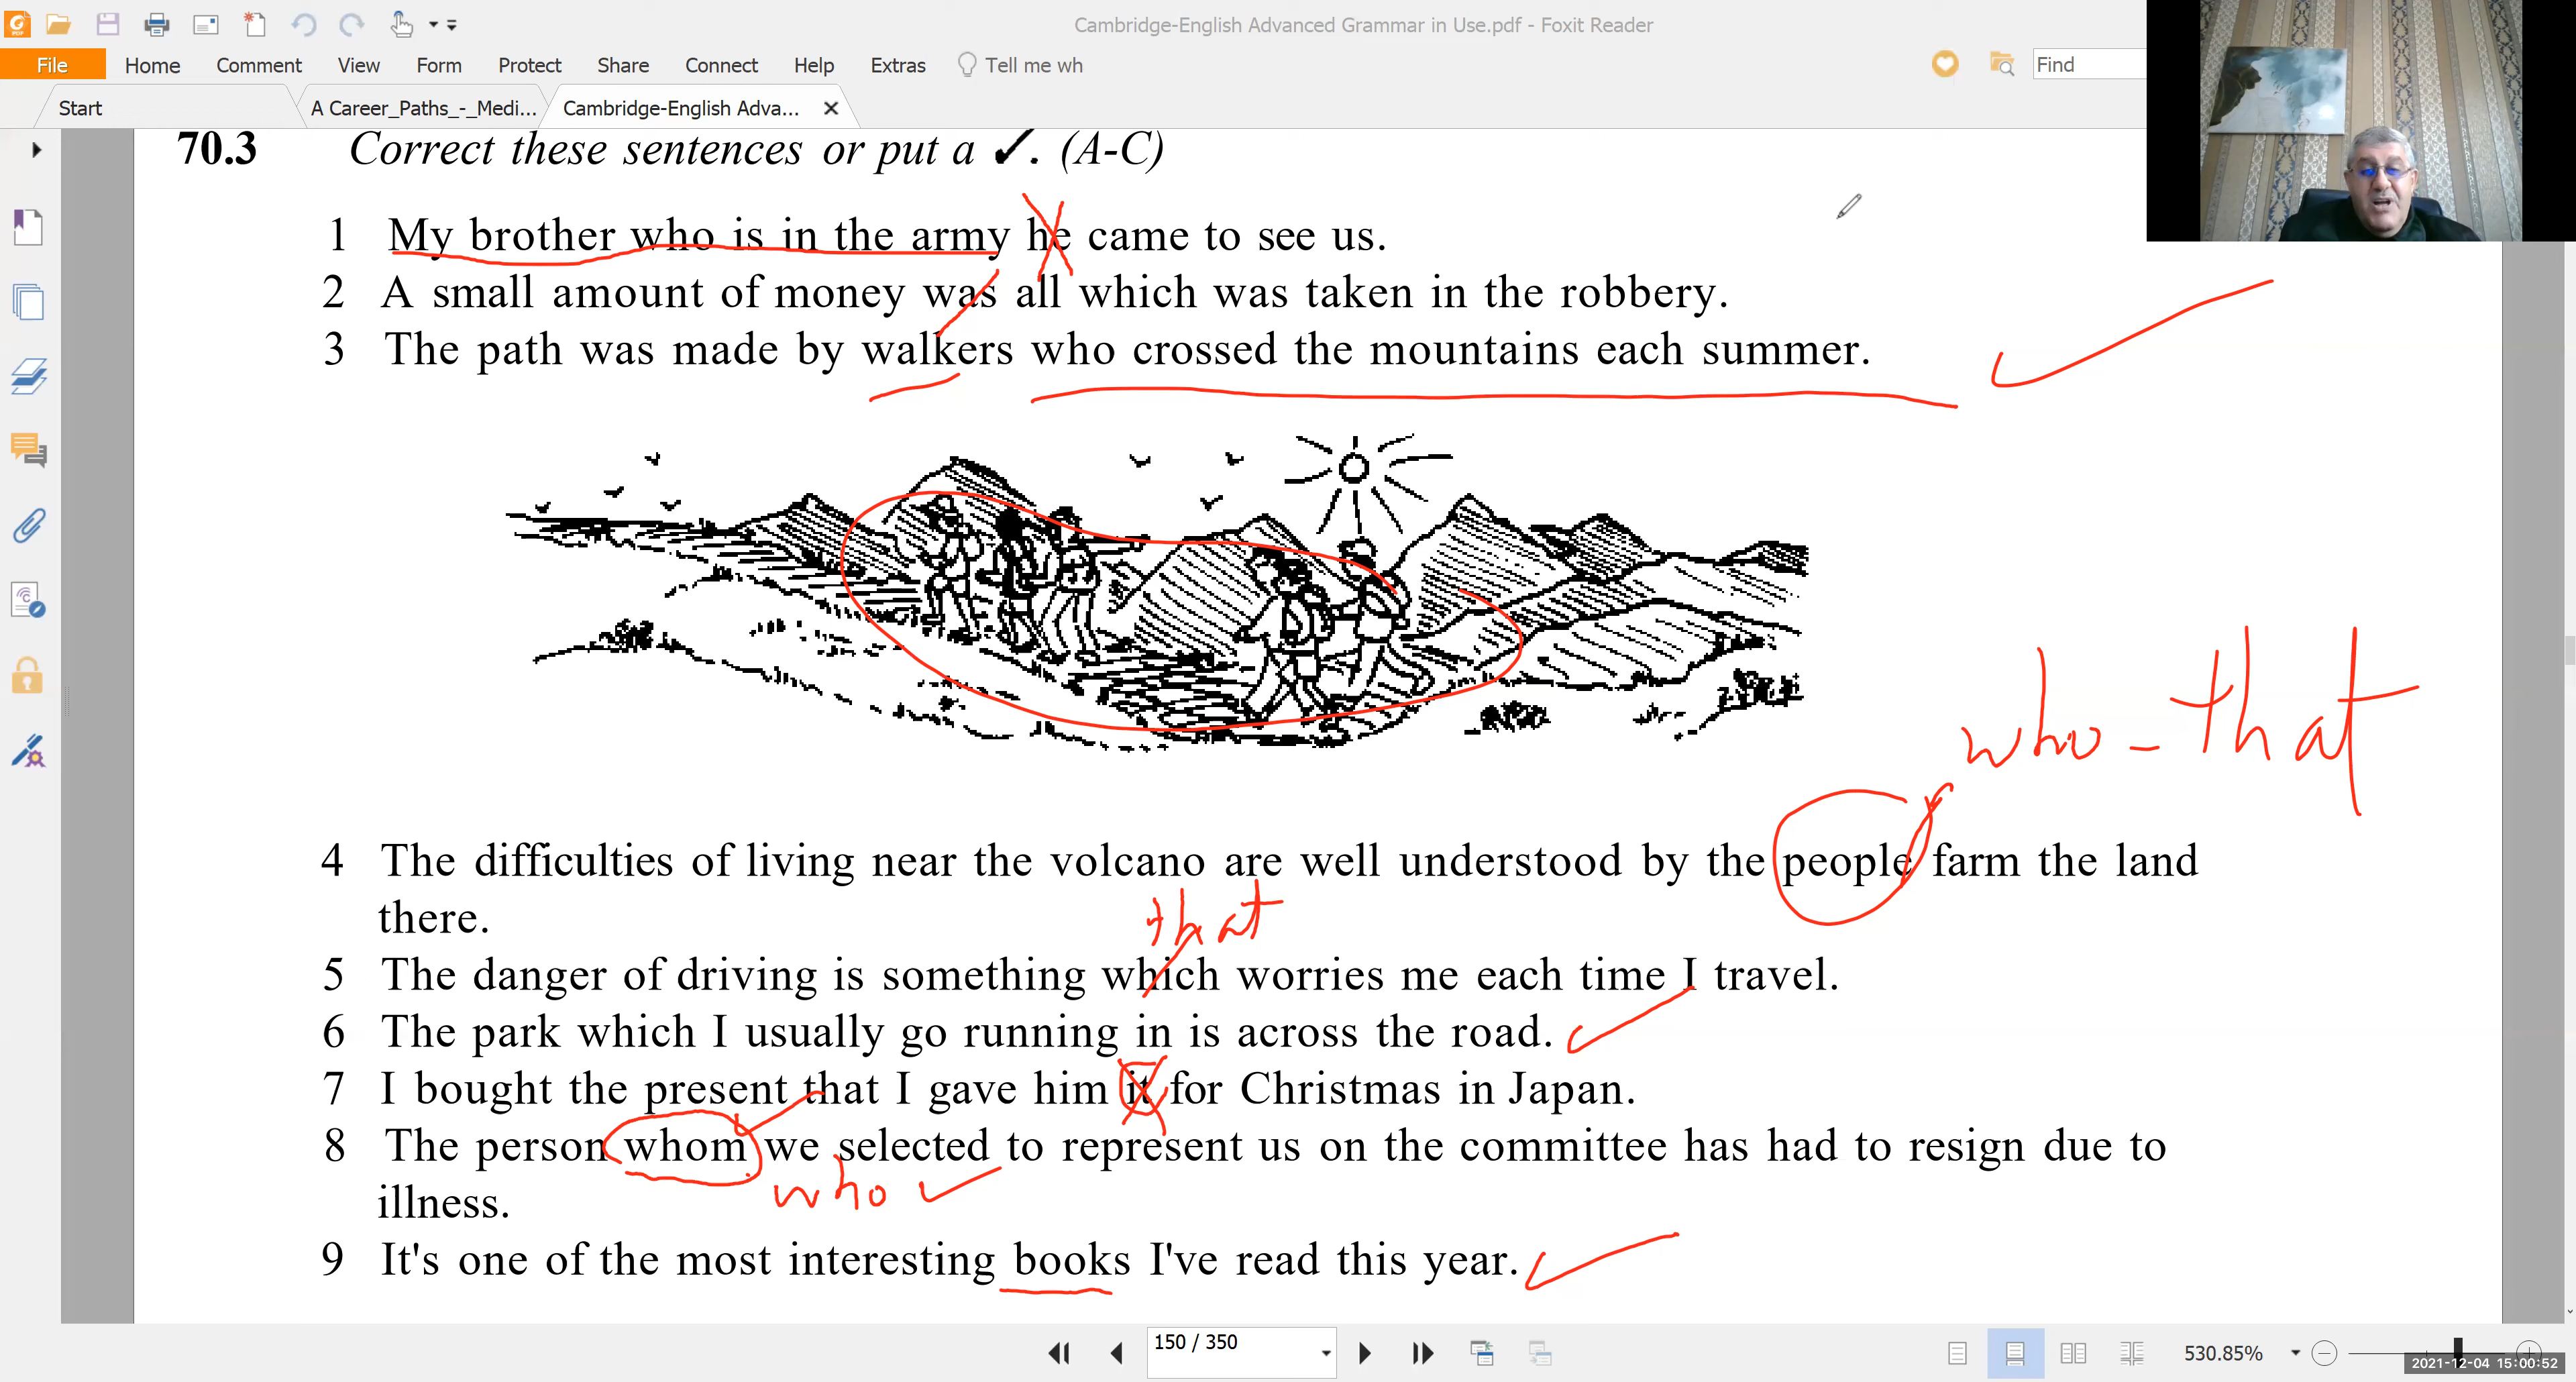 Cambridge-English Advanced Grammar in Use.pdf - Foxit Reader
File Home Comment View Form Protect Share Connect Help Extras Tell me wh Find
Start A Career_Paths_-_Medi... Cambridge-English Adva...
70.3 Correct these sentences or put a ✓. (A-C)
1 My brother who is in the army he came to see us.
2 A small amount of money was all which was taken in the robbery.
3 The path was made by walkers who crossed the mountains each summer.
who - that
4 The difficulties of living near the volcano are well understood by the people farm the land
there.
that
5 The danger of driving is something which worries me each time I travel.
6 The park which I usually go running in is across the road.
7 I bought the present that I gave him it for Christmas in Japan.
8 The person whom we selected to represent us on the committee has had to resign due to
who
illness.
9 It's one of the most interesting books I've read this year.
150 / 350
530.85%
2021-12-04 15:00:52